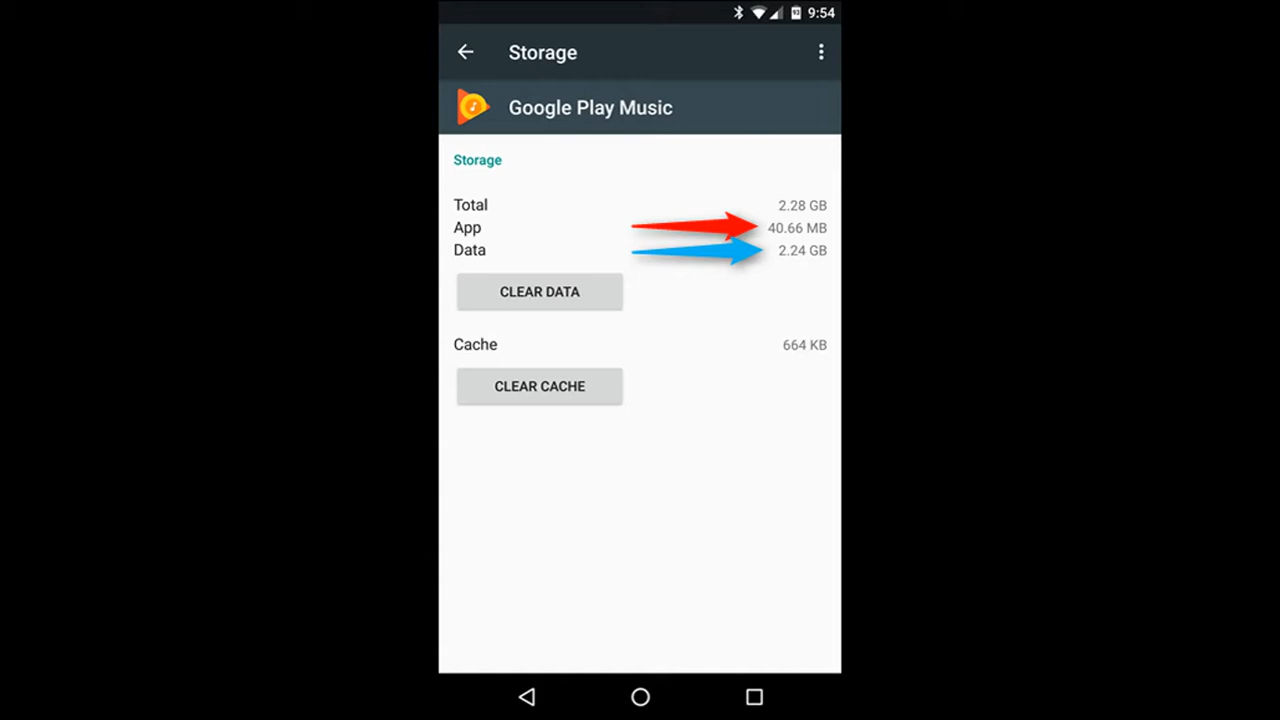 93 9:54
Storage
Google Play Music
Storage
Total 2.28 GB
App 40.66 MB
Data 2.24 GB
CLEAR DATA
Cache 664 KB
CLEAR CACHE